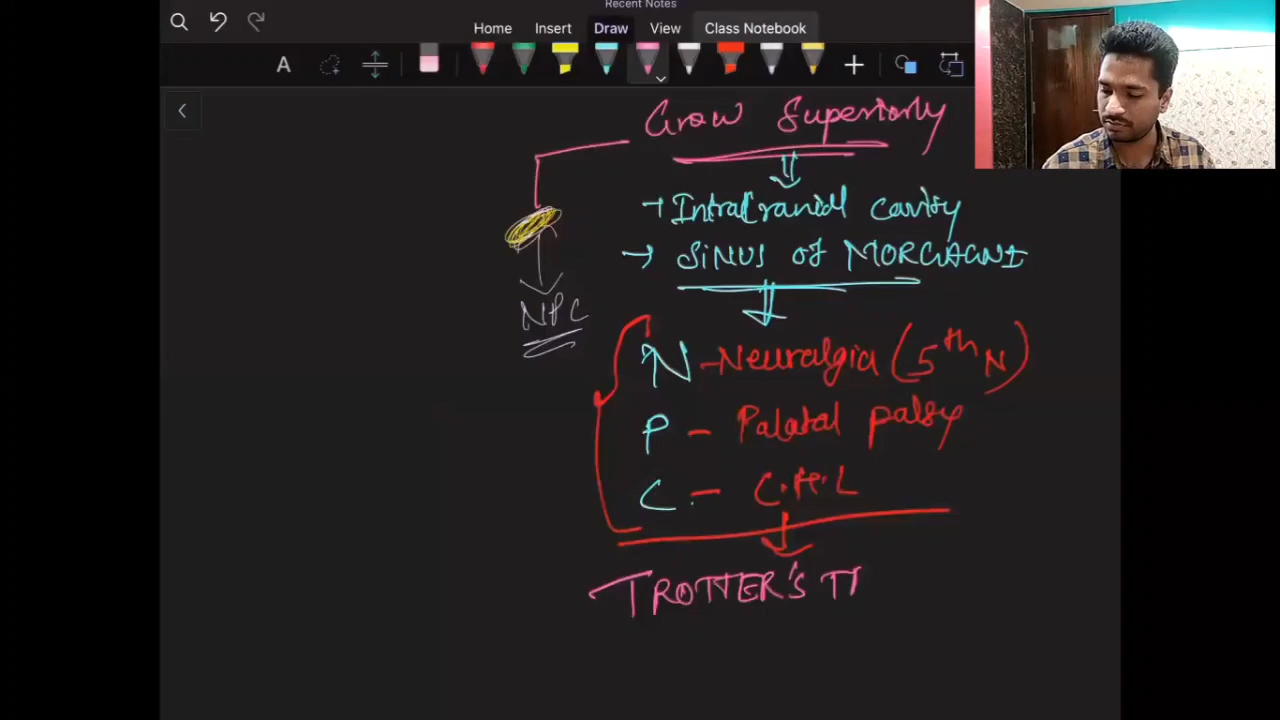 Recent Notes
Home Insert Draw View Class Notebook
A
Grow Superiorly
→ IntraCranial cavity
→ SiNUS of MORGAGNI
NPC
N - Neuralgia (5th N)
P - Palatal palsy
C - C.H.L
TROTTER'S TR